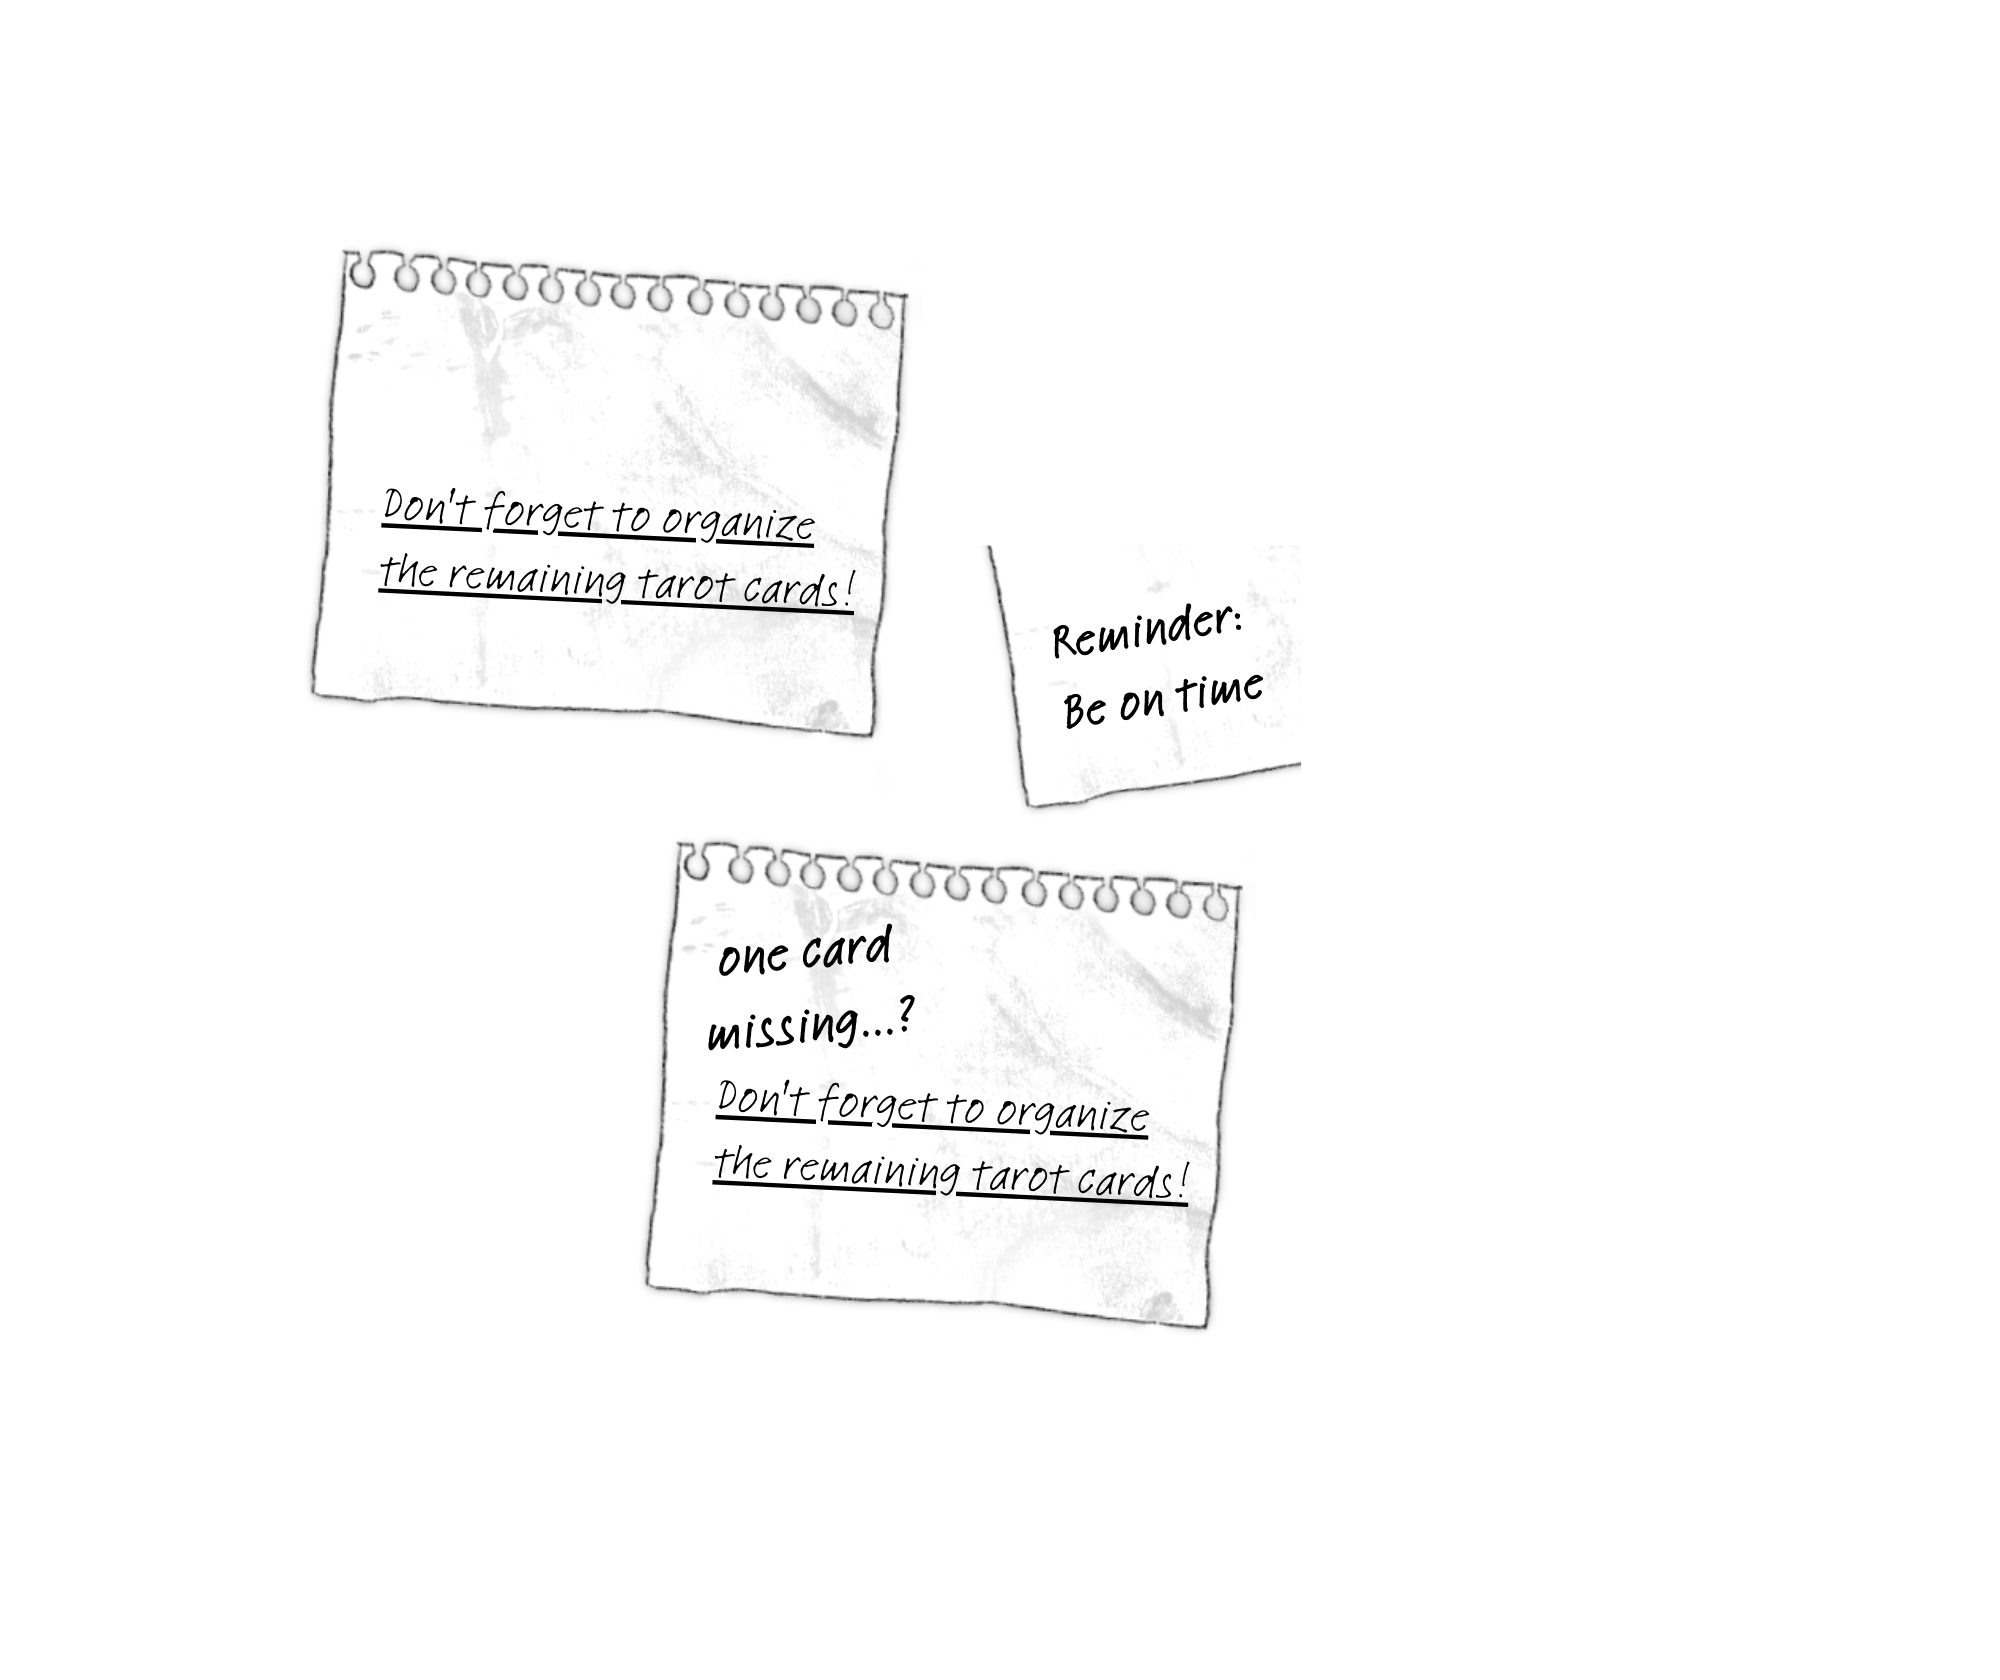 Don't forget to organize
the remaining tarot cards!
Reminder:
Be on time
one card
missing...?
Don't forget to organize
the remaining tarot cards!